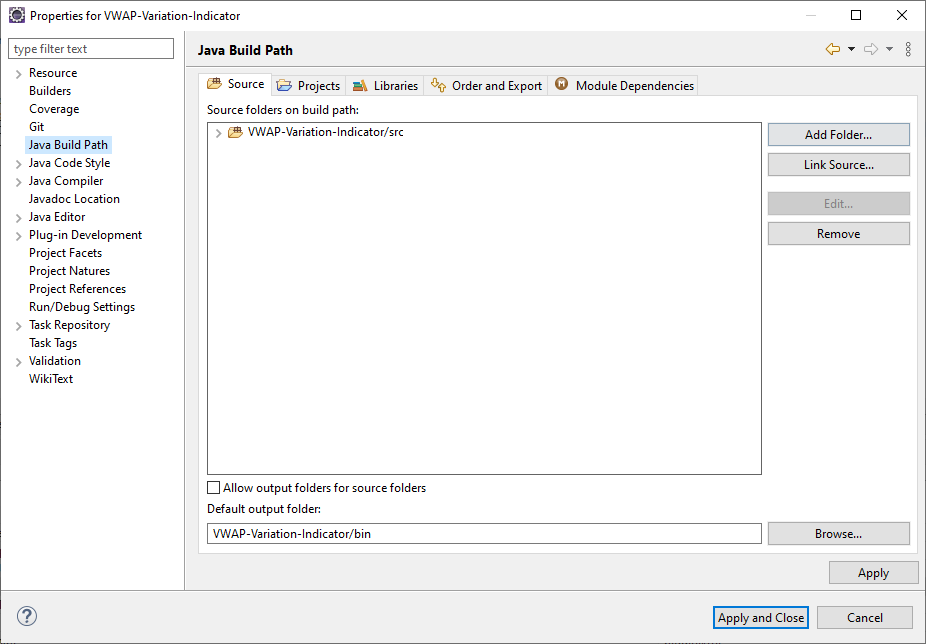 Properties for VWAP-Variation-Indicator
type filter text
Resource
Builders
Coverage
Git
Java Build Path
Java Code Style
Java Compiler
Javadoc Location
Java Editor
Plug-in Development
Project Facets
Project Natures
Project References
Run/Debug Settings
Task Repository
Task Tags
Validation
WikiText
Java Build Path
Source Projects Libraries Order and Export Module Dependencies
Source folders on build path:
VWAP-Variation-Indicator/src
Add Folder...
Link Source...
Edit...
Remove
Allow output folders for source folders
Default output folder:
VWAP-Variation-Indicator/bin
Browse...
Apply
?
Apply and Close
Cancel